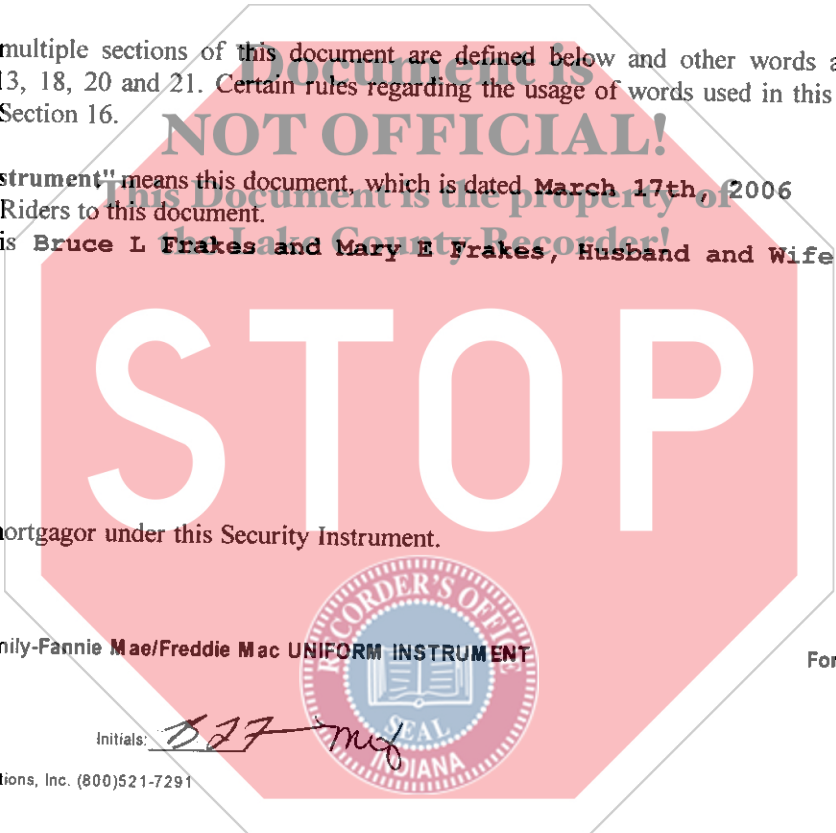 multiple sections of this document are defined below and other words a
Document is
13, 18, 20 and 21. Certain rules regarding the usage of words used in this
Section 16.
NOT OFFICIAL!
strument" means this document, which is dated March 17th, 2006
This Document is the property of
Riders to this document.
the Lake County Recorder!
is Bruce L Frakes and Mary E Frakes, Husband and Wife
STOP
ortgagor under this Security Instrument.
RECORDER'S OFFICE
nily-Fannie Mae/Freddie Mac UNIFORM INSTRUMENT
For
SEAL
INDIANA
Initials: BLF mef
tions, Inc. (800)521-7291